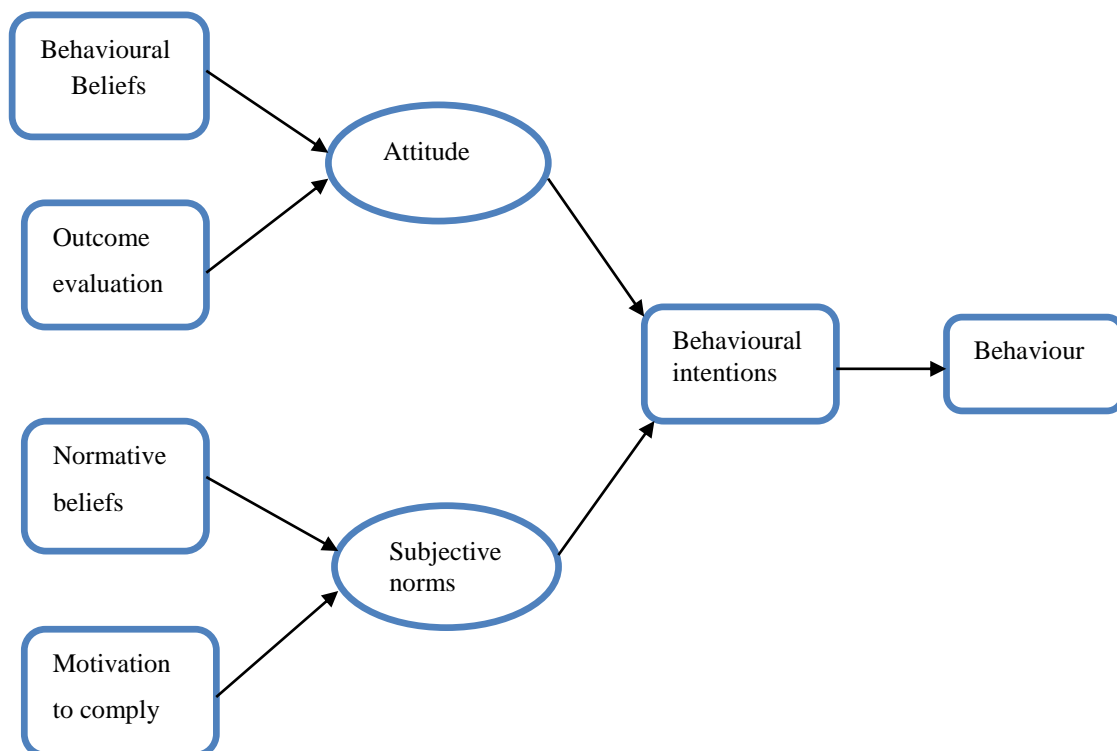 Behavioural
Beliefs
Attitude
Outcome
evaluation
Behavioural
intentions
Behaviour
Normative
beliefs
Subjective
norms
Motivation
to comply